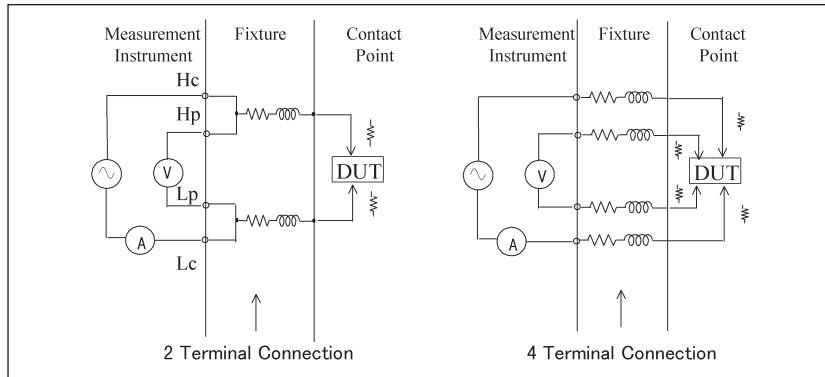 Measurement Instrument
Fixture
Contact Point
Hc
Hp
V
DUT
Lp
A
Lc
2 Terminal Connection
Measurement Instrument
Fixture
Contact Point
V
DUT
A
4 Terminal Connection